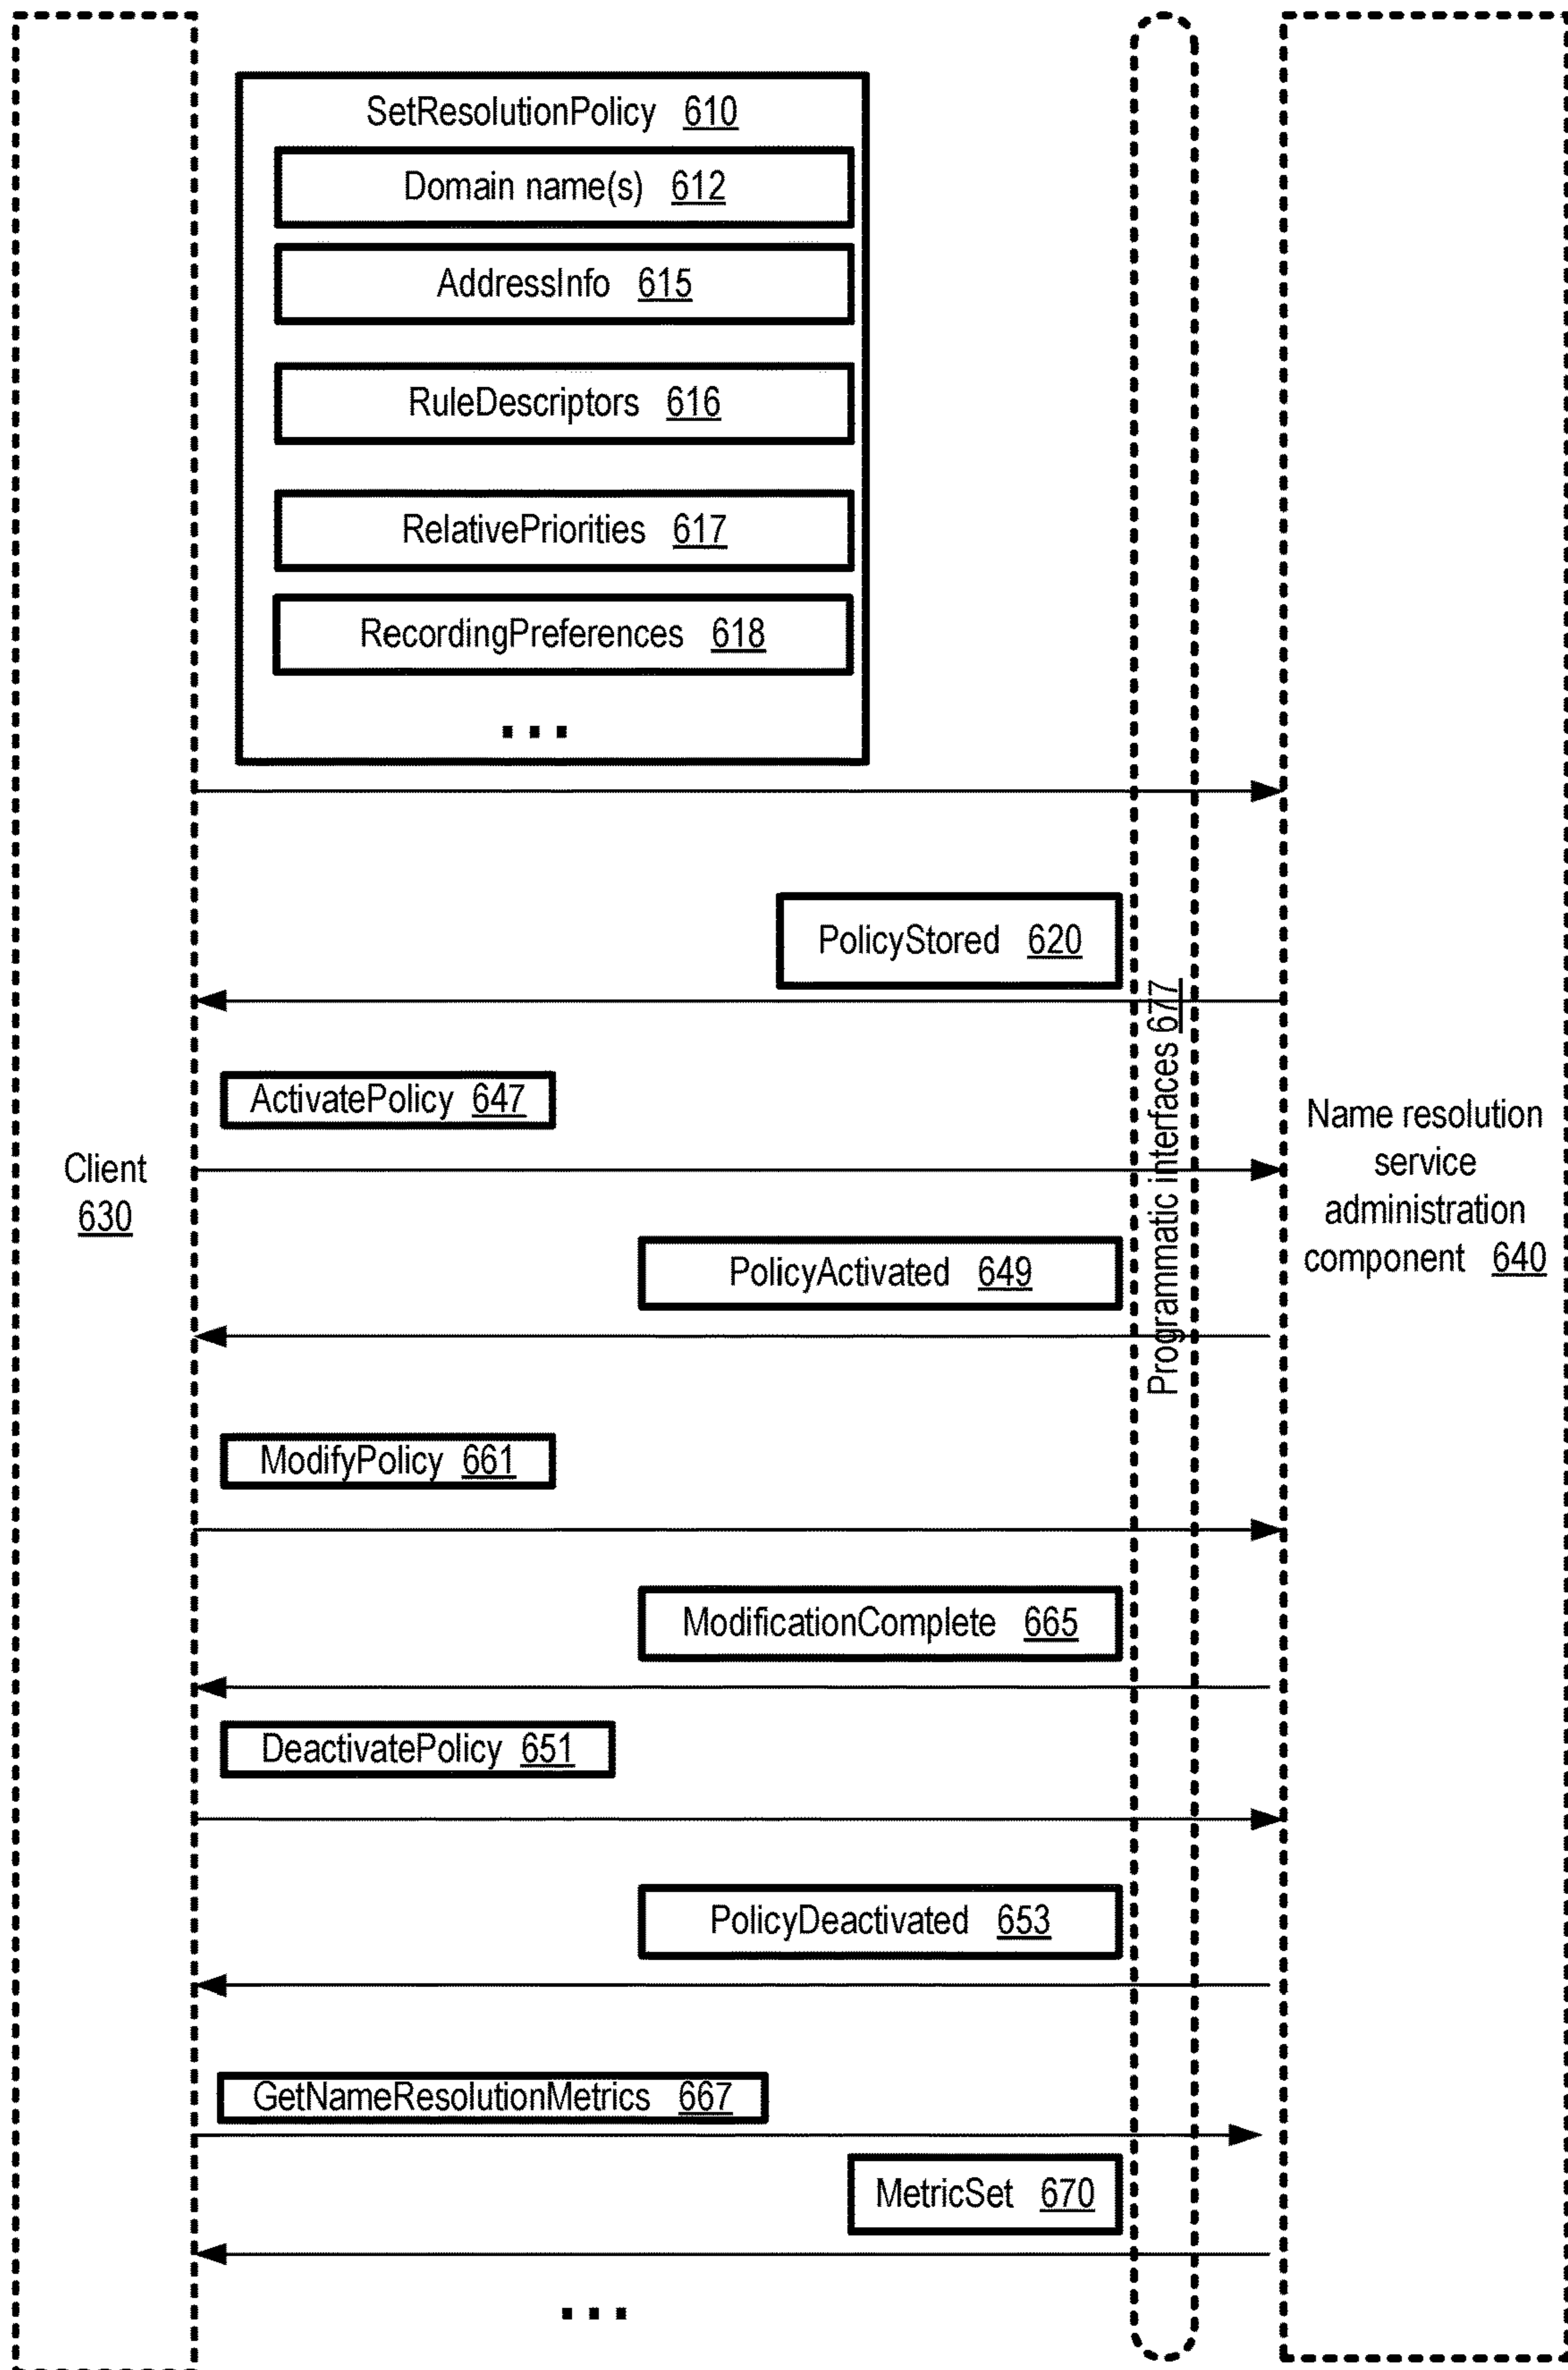 SetResolutionPolicy 610
Domain name(s) 612
AddressInfo 615
RuleDescriptors 616
RelativePriorities 617
RecordingPreferences 618
...
PolicyStored 620
Programmatic interfaces 677
ActivatePolicy 647
Client
630
Name resolution
service
administration
component 640
PolicyActivated 649
ModifyPolicy 661
ModificationComplete 665
DeactivatePolicy 651
PolicyDeactivated 653
GetNameResolutionMetrics 667
MetricSet 670
...